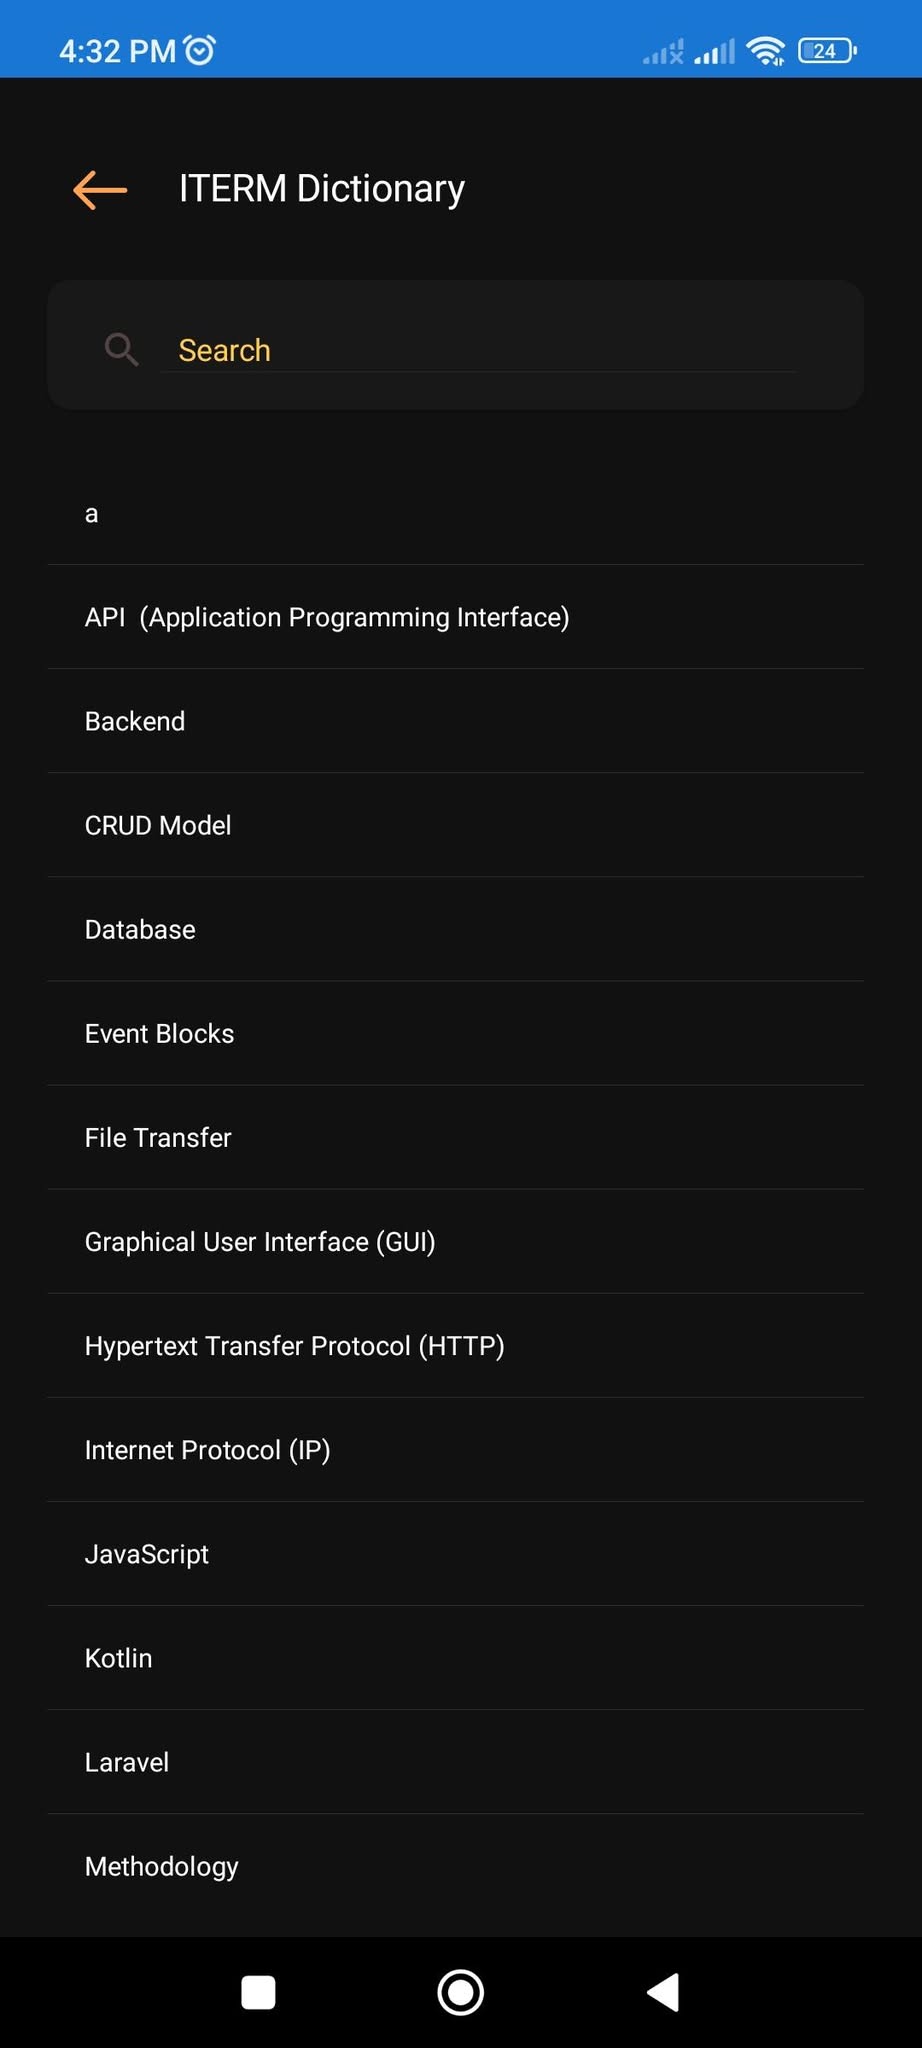 4:32 PM
24
ITERM Dictionary
Search
a
API  (Application Programming Interface)
Backend
CRUD Model
Database
Event Blocks
File Transfer
Graphical User Interface (GUI)
Hypertext Transfer Protocol (HTTP)
Internet Protocol (IP)
JavaScript
Kotlin
Laravel
Methodology